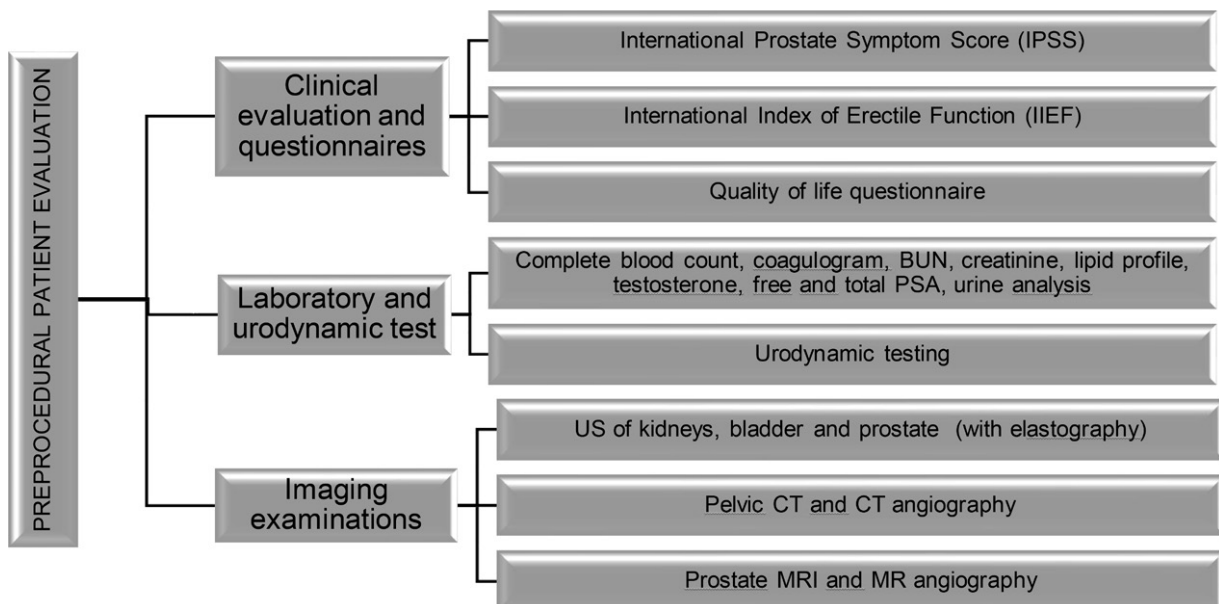 PREPROCEDURAL PATIENT EVALUATION
Clinical
evaluation and
questionnaires
International Prostate Symptom Score (IPSS)
International Index of Erectile Function (IIEF)
Quality of life questionnaire
Laboratory and
urodynamic test
Complete blood count, coagulogram, BUN, creatinine, lipid profile,
testosterone, free and total PSA, urine analysis
Urodynamic testing
Imaging
examinations
US of kidneys, bladder and prostate (with elastography)
Pelvic CT and CT angiography
Prostate MRI and MR angiography